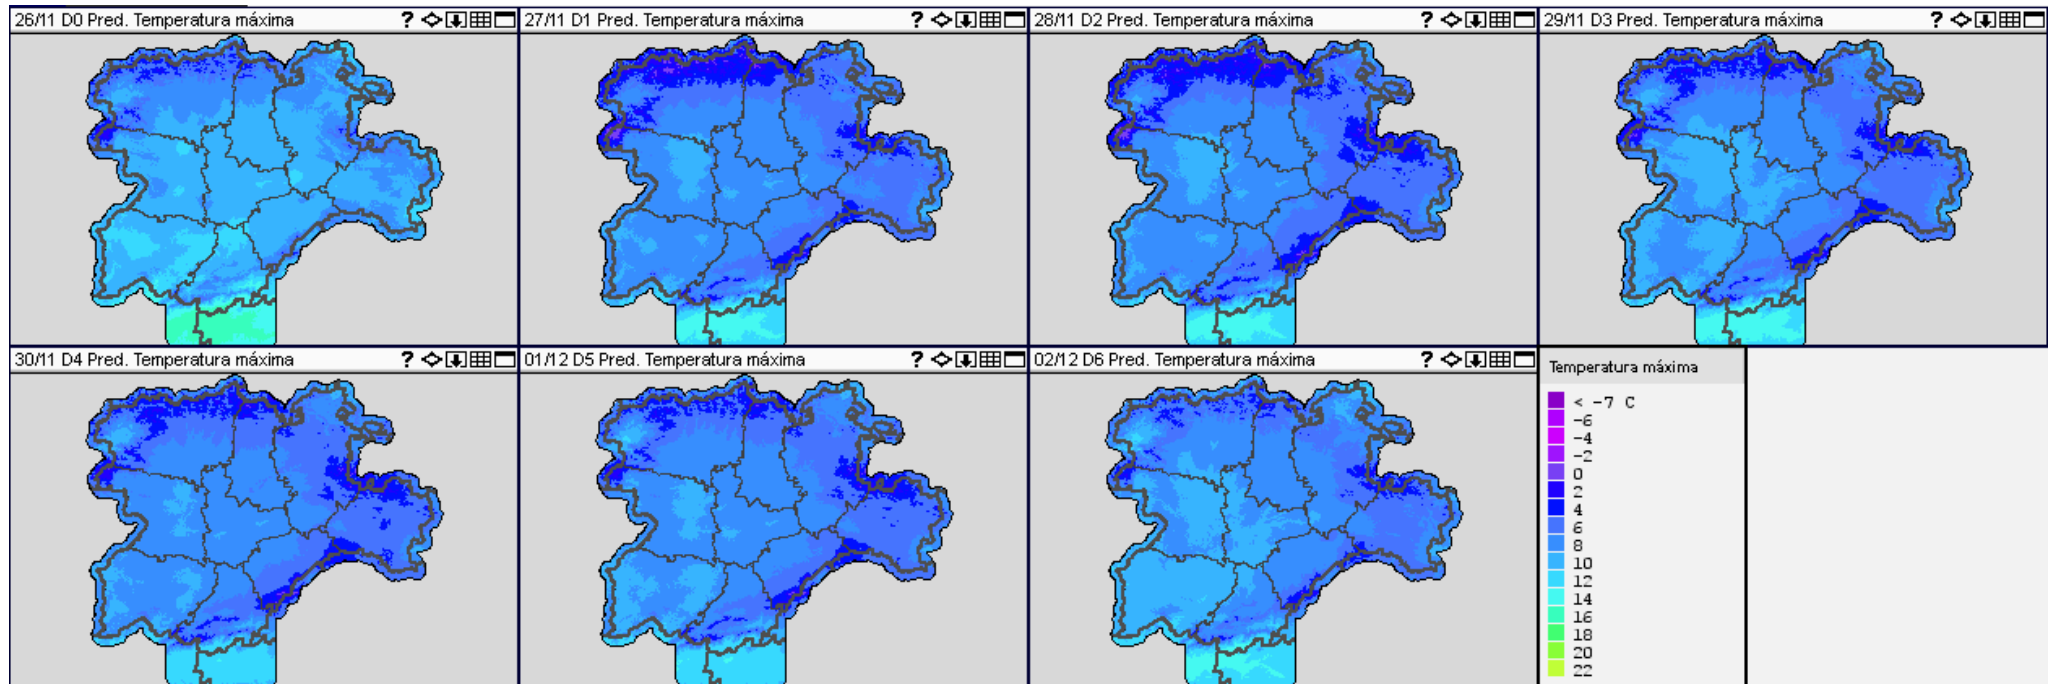 26/11 D0 Pred. Temperatura máxima ?
27/11 D1 Pred. Temperatura máxima ?
28/11 D2 Pred. Temperatura máxima ?
29/11 D3 Pred. Temperatura máxima ?
30/11 D4 Pred. Temperatura máxima ?
01/12 D5 Pred. Temperatura máxima ?
02/12 D6 Pred. Temperatura máxima ?
Temperatura máxima
< -7 C
-6
-4
-2
0
2
4
6
8
10
12
14
16
18
20
22